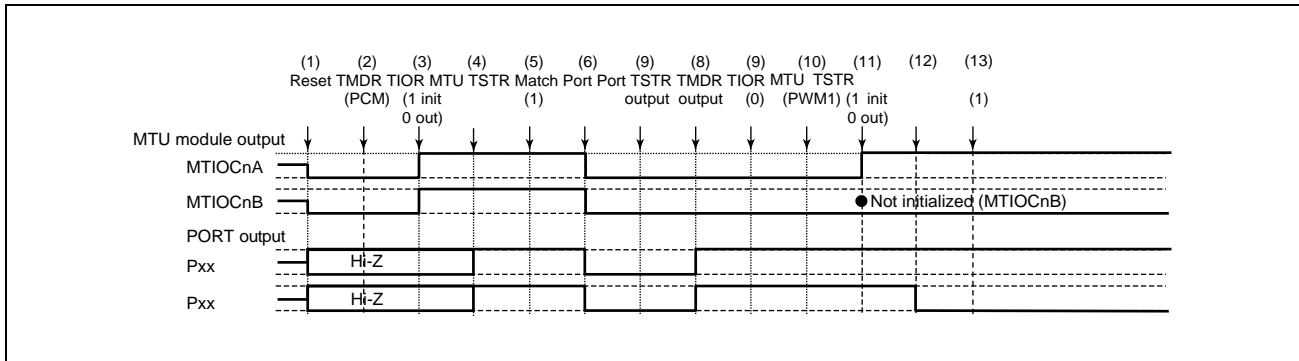 (1) (2) (3) (4) (5) (6) (9) (8) (9) (10) (11) (12) (13)
Reset TMDR TIOR MTU TSTR Match Port Port TSTR TMDR TIOR MTU TSTR
(PCM) (1 init (1) output output (0) (PWM1) (1 init (1)
0 out) 0 out)
MTU module output
MTIOCnA
MTIOCnB
Not initialized (MTIOCnB)
PORT output
Pxx
Hi-Z
Pxx
Hi-Z